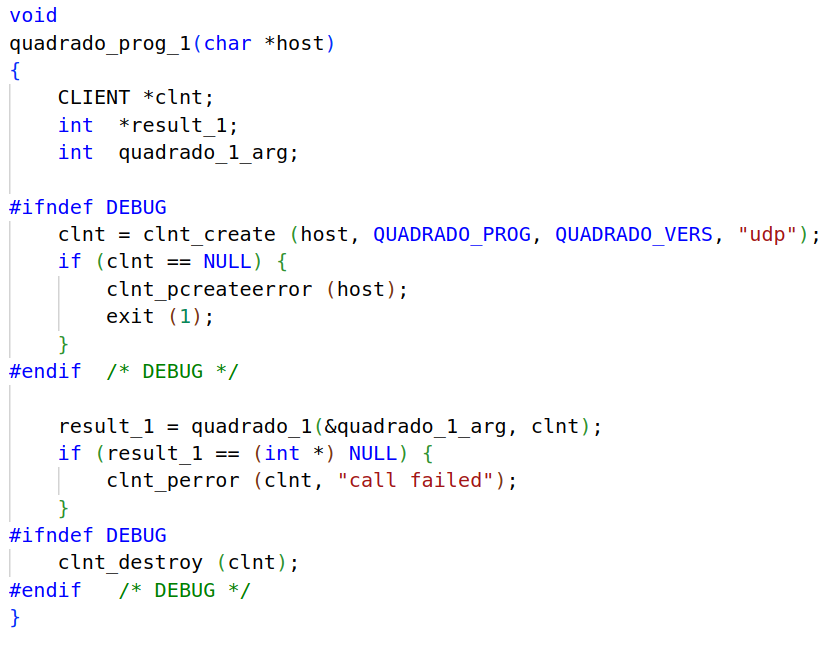 void
quadrado_prog_1(char *host)
{
    CLIENT *clnt;
    int  *result_1;
    int  quadrado_1_arg;

#ifndef DEBUG
    clnt = clnt_create (host, QUADRADO_PROG, QUADRADO_VERS, "udp");
    if (clnt == NULL) {
        clnt_pcreateerror (host);
        exit (1);
    }
#endif  /* DEBUG */

    result_1 = quadrado_1(&quadrado_1_arg, clnt);
    if (result_1 == (int *) NULL) {
        clnt_perror (clnt, "call failed");
    }
#ifndef DEBUG
    clnt_destroy (clnt);
#endif   /* DEBUG */
}